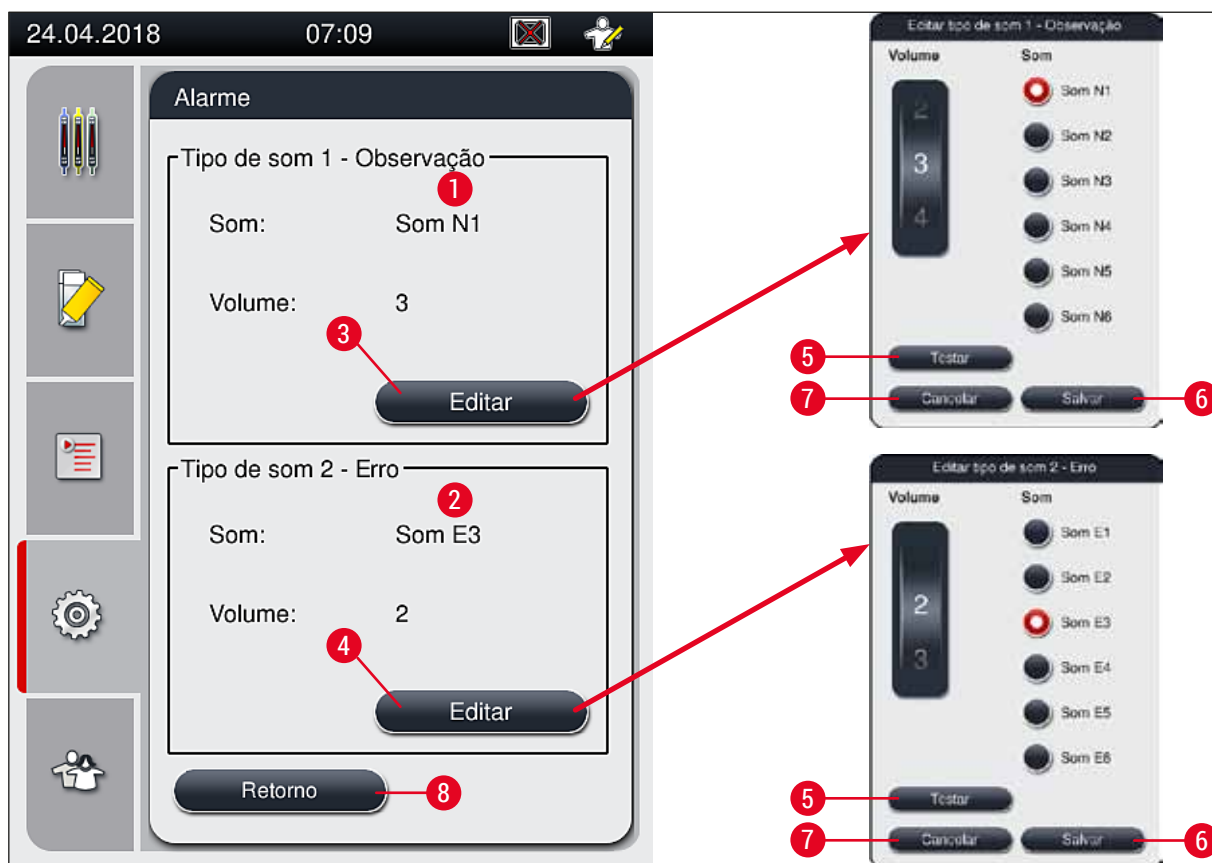 24.04.2018 07:09
Alarme
Tipo de som 1 - Observação
1
Som: Som N1
Volume: 3
3
Editar
Tipo de som 2 - Erro
2
Som: Som E3
Volume: 2
4
Editar
Retorno
8
Editar tipo de som 1 - Observação
Volume Som
2
3
4
Som N1
Som N2
Som N3
Som N4
Som N5
Som N6
5 Testar
7 Cancelar Salvar 6
Editar tipo de som 2 - Erro
Volume Som
2
3
Som E1
Som E2
Som E3
Som E4
Som E5
Som E6
5 Testar
7 Cancelar Salvar 6